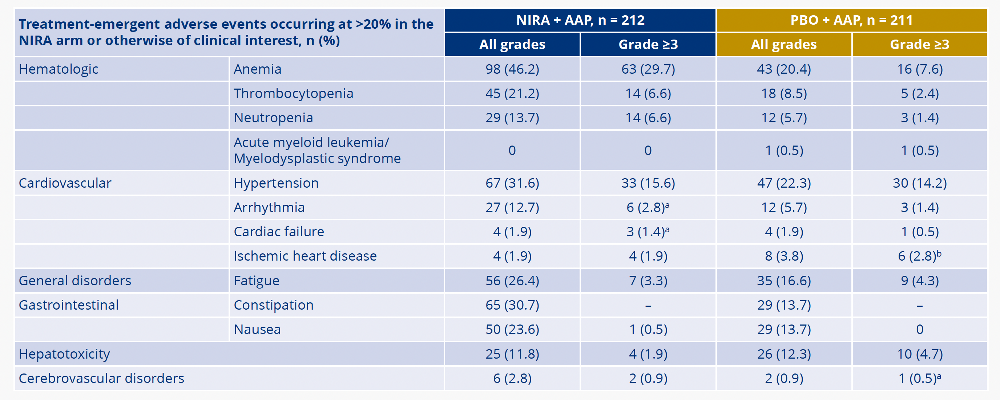 Treatment-emergent adverse events occurring at >20% in the
NIRA arm or otherwise of clinical interest, n (%)
NIRA + AAP, n = 212
PBO + AAP, n = 211
All grades
Grade ≥3
All grades
Grade ≥3
Hematologic Anemia 98 (46.2) 63 (29.7) 43 (20.4) 16 (7.6)
Thrombocytopenia 45 (21.2) 14 (6.6) 18 (8.5) 5 (2.4)
Neutropenia 29 (13.7) 14 (6.6) 12 (5.7) 3 (1.4)
Acute myeloid leukemia/
Myelodysplastic syndrome 0 0 1 (0.5) 1 (0.5)
Cardiovascular Hypertension 67 (31.6) 33 (15.6) 47 (22.3) 30 (14.2)
Arrhythmia 27 (12.7) 6 (2.8)ᵃ 12 (5.7) 3 (1.4)
Cardiac failure 4 (1.9) 3 (1.4)ᵃ 4 (1.9) 1 (0.5)
Ischemic heart disease 4 (1.9) 4 (1.9) 8 (3.8) 6 (2.8)ᵇ
General disorders Fatigue 56 (26.4) 7 (3.3) 35 (16.6) 9 (4.3)
Gastrointestinal Constipation 65 (30.7) – 29 (13.7) –
Nausea 50 (23.6) 1 (0.5) 29 (13.7) 0
Hepatotoxicity 25 (11.8) 4 (1.9) 26 (12.3) 10 (4.7)
Cerebrovascular disorders 6 (2.8) 2 (0.9) 2 (0.9) 1 (0.5)ᵃ